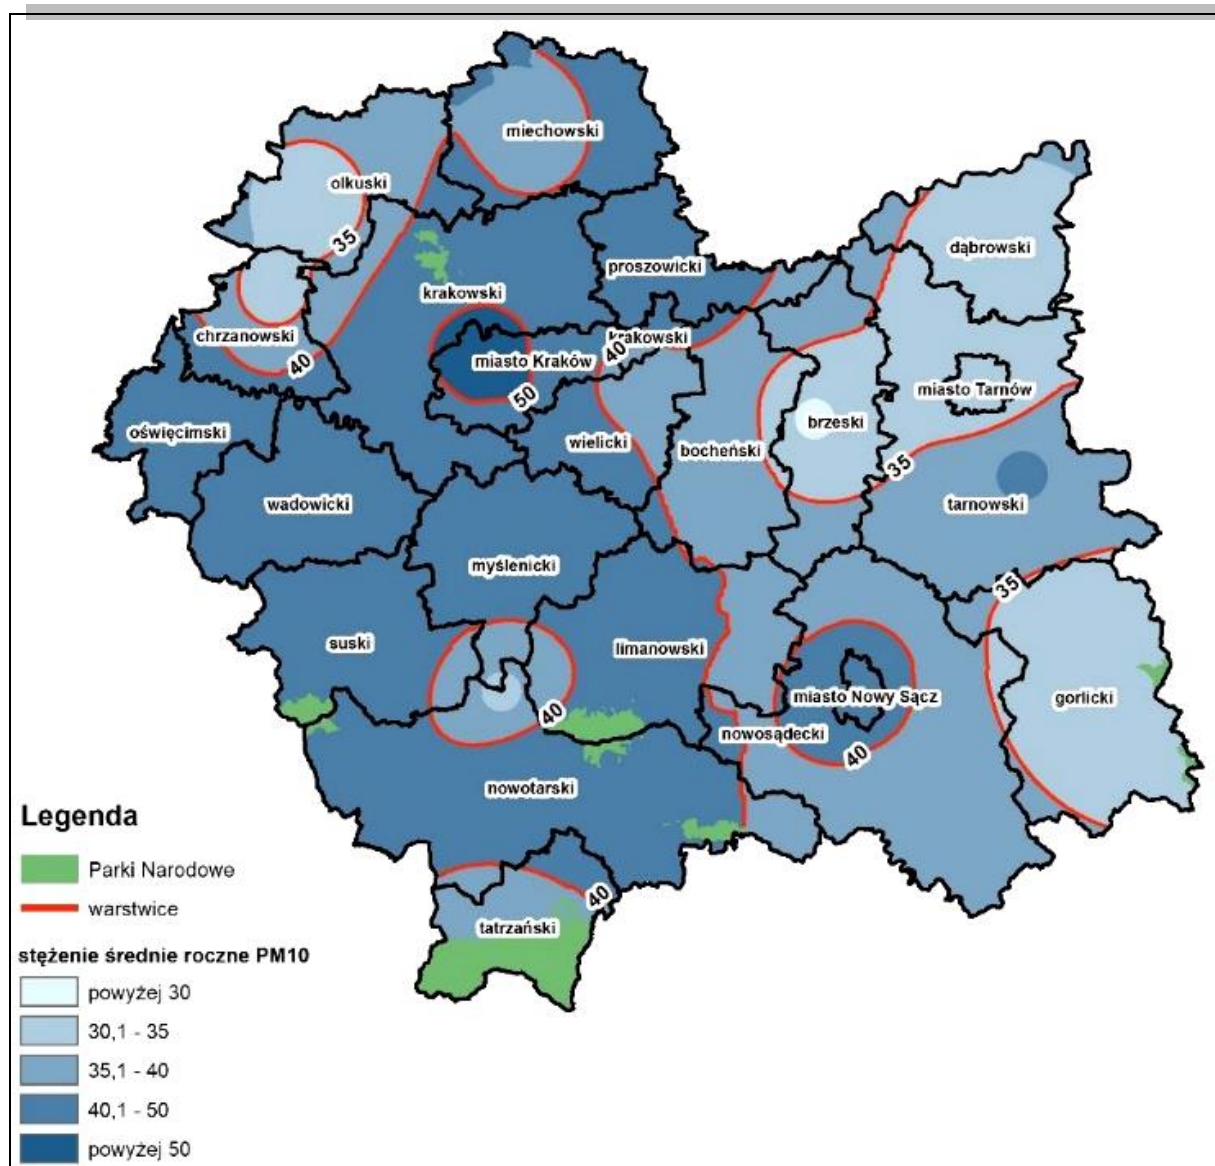 miechowski
olkuski
35
dąbrowski
proszowicki
krakowski
chrzanowski
40
krakowski
40
miasto Kraków
50
miasto Tarnów
oświęcimski
wielicki
bocheński
brzeski
35
wadowicki
tarnowski
myślenicki
35
suski
limanowski
miasto Nowy Sącz
gorlicki
40
nowosądecki
40
nowotarski
40
tatrzański
Legenda
Parki Narodowe
warstwice
stężenie średnie roczne PM10
powyżej 30
30,1 - 35
35,1 - 40
40,1 - 50
powyżej 50